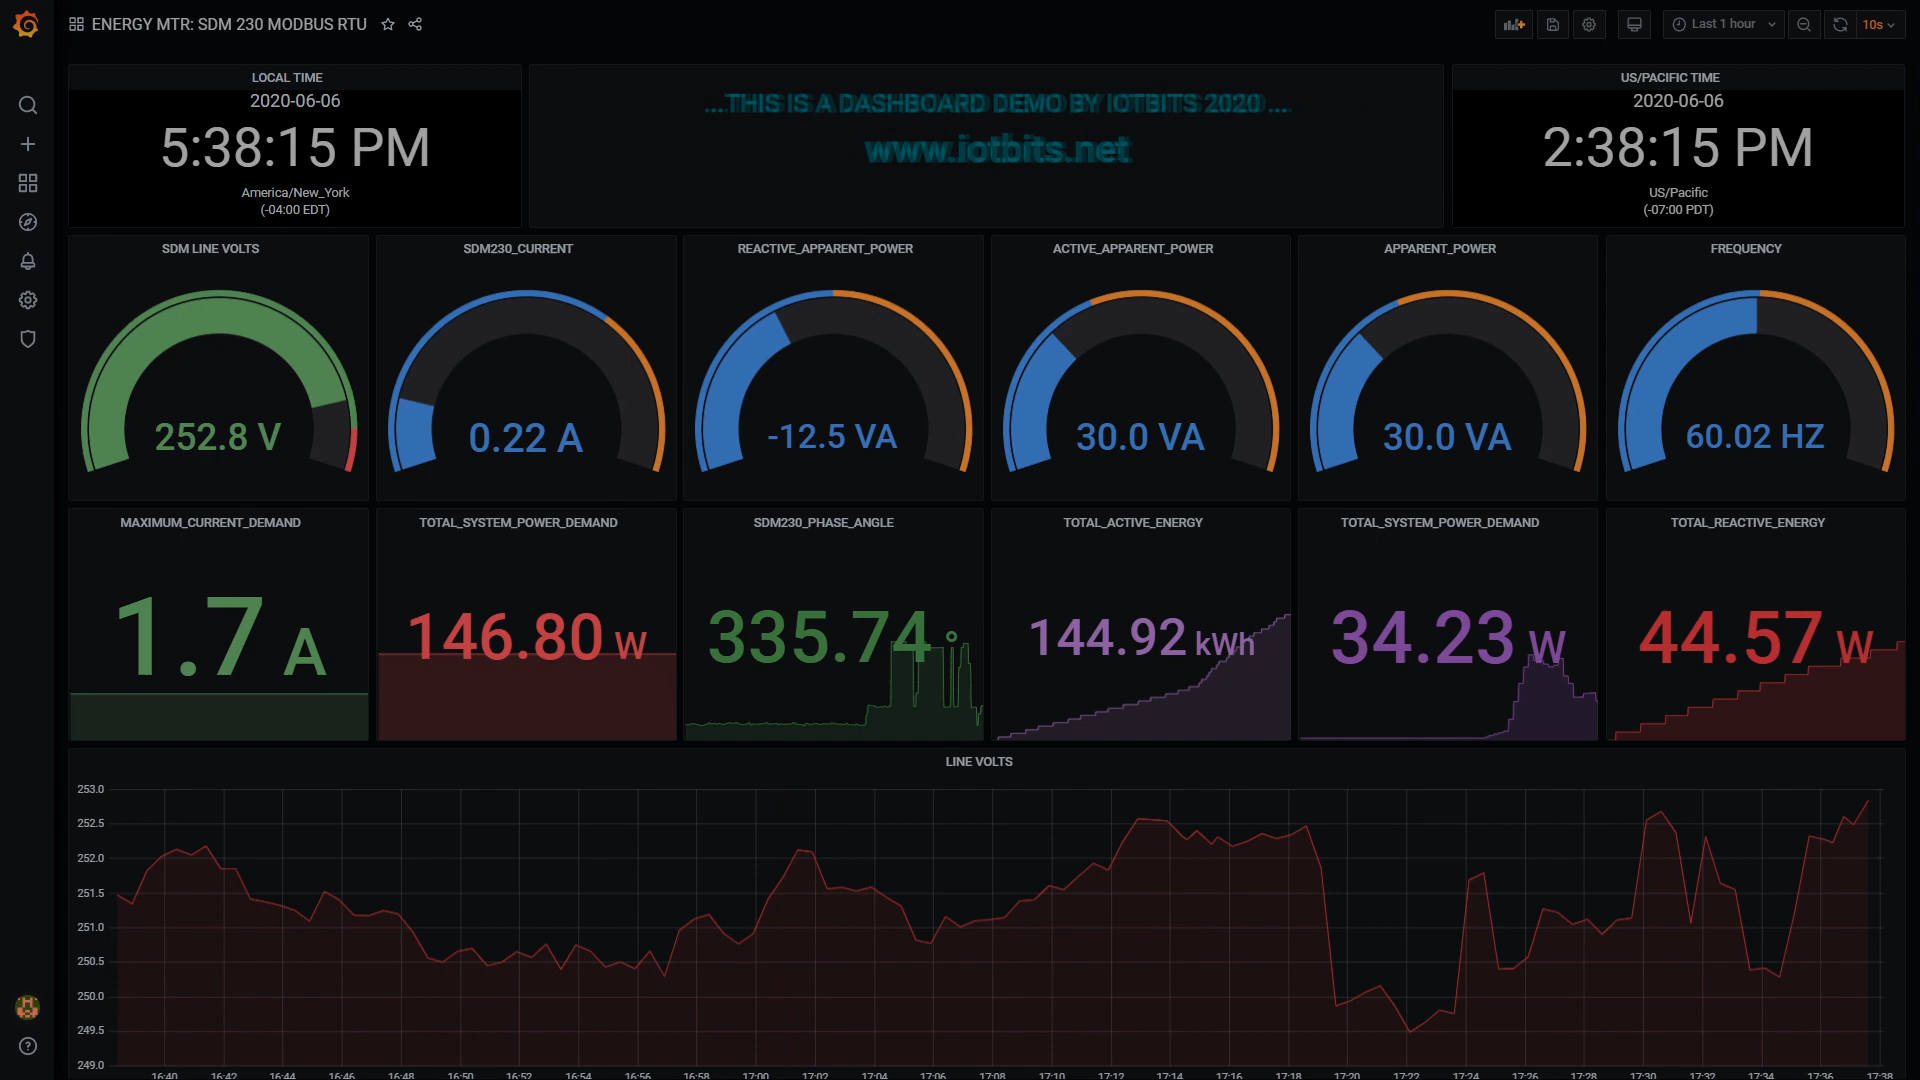 ENERGY MTR: SDM 230 MODBUS RTU
Last 1 hour
10s
LOCAL TIME
2020-06-06
5:38:15 PM
America/New_York
(-04:00 EDT)
...THIS IS A DASHBOARD DEMO BY IOTBITS 2020 ...
www.iotbits.net
US/PACIFIC TIME
2020-06-06
2:38:15 PM
US/Pacific
(-07:00 PDT)
SDM LINE VOLTS
252.8 V
SDM230_CURRENT
0.22 A
REACTIVE_APPARENT_POWER
-12.5 VA
ACTIVE_APPARENT_POWER
30.0 VA
APPARENT_POWER
30.0 VA
FREQUENCY
60.02 HZ
MAXIMUM_CURRENT_DEMAND
1.7 A
TOTAL_SYSTEM_POWER_DEMAND
146.80 W
SDM230_PHASE_ANGLE
335.74 °
TOTAL_ACTIVE_ENERGY
144.92 kWh
TOTAL_SYSTEM_POWER_DEMAND
34.23 W
TOTAL_REACTIVE_ENERGY
44.57 W
LINE VOLTS
253.0
252.5
252.0
251.5
251.0
250.5
250.0
249.5
249.0
16:40 16:42 16:44 16:46 16:48 16:50 16:52 16:54 16:56 16:58 17:00 17:02 17:04 17:06 17:08 17:10 17:12 17:14 17:16 17:18 17:20 17:22 17:24 17:26 17:28 17:30 17:32 17:34 17:36 17:38